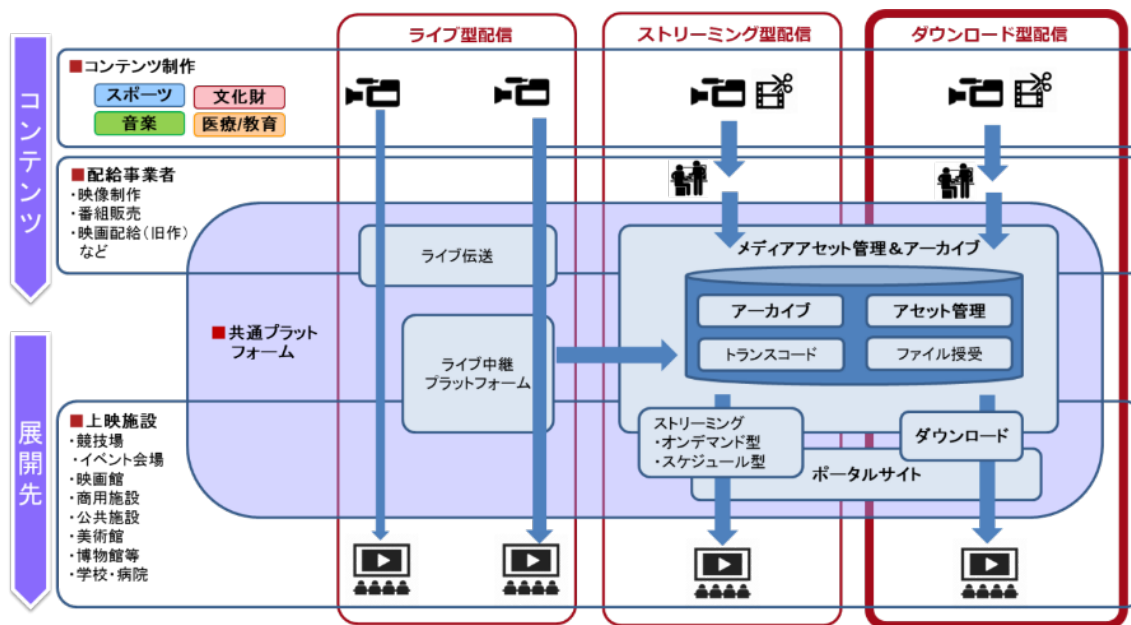 ライブ型配信
ストリーミング型配信
ダウンロード型配信
コンテンツ
■コンテンツ制作
スポーツ
文化財
音楽
医療/教育
■配給事業者
・映像制作
・番組販売
・映画配給(旧作)
など
ライブ伝送
メディアアセット管理&アーカイブ
アーカイブ
アセット管理
トランスコード
ファイル授受
■共通プラット
フォーム
ライブ中継
プラットフォーム
展開先
■上映施設
・競技場
・イベント会場
・映画館
・商用施設
・公共施設
・美術館
・博物館等
・学校・病院
ストリーミング
・オンデマンド型
・スケジュール型
ダウンロード
ポータルサイト